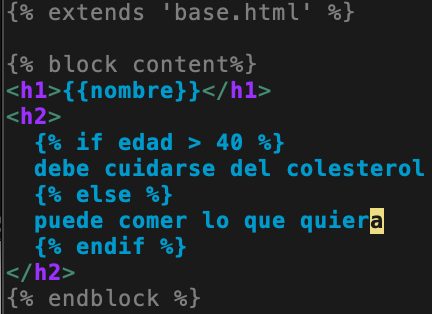 {% extends 'base.html' %}
{% block content%}
<h1>{{nombre}}</h1>
<h2>
{% if edad > 40 %}
debe cuidarse del colesterol
{% else %}
puede comer lo que quiera
{% endif %}
</h2>
{% endblock %}